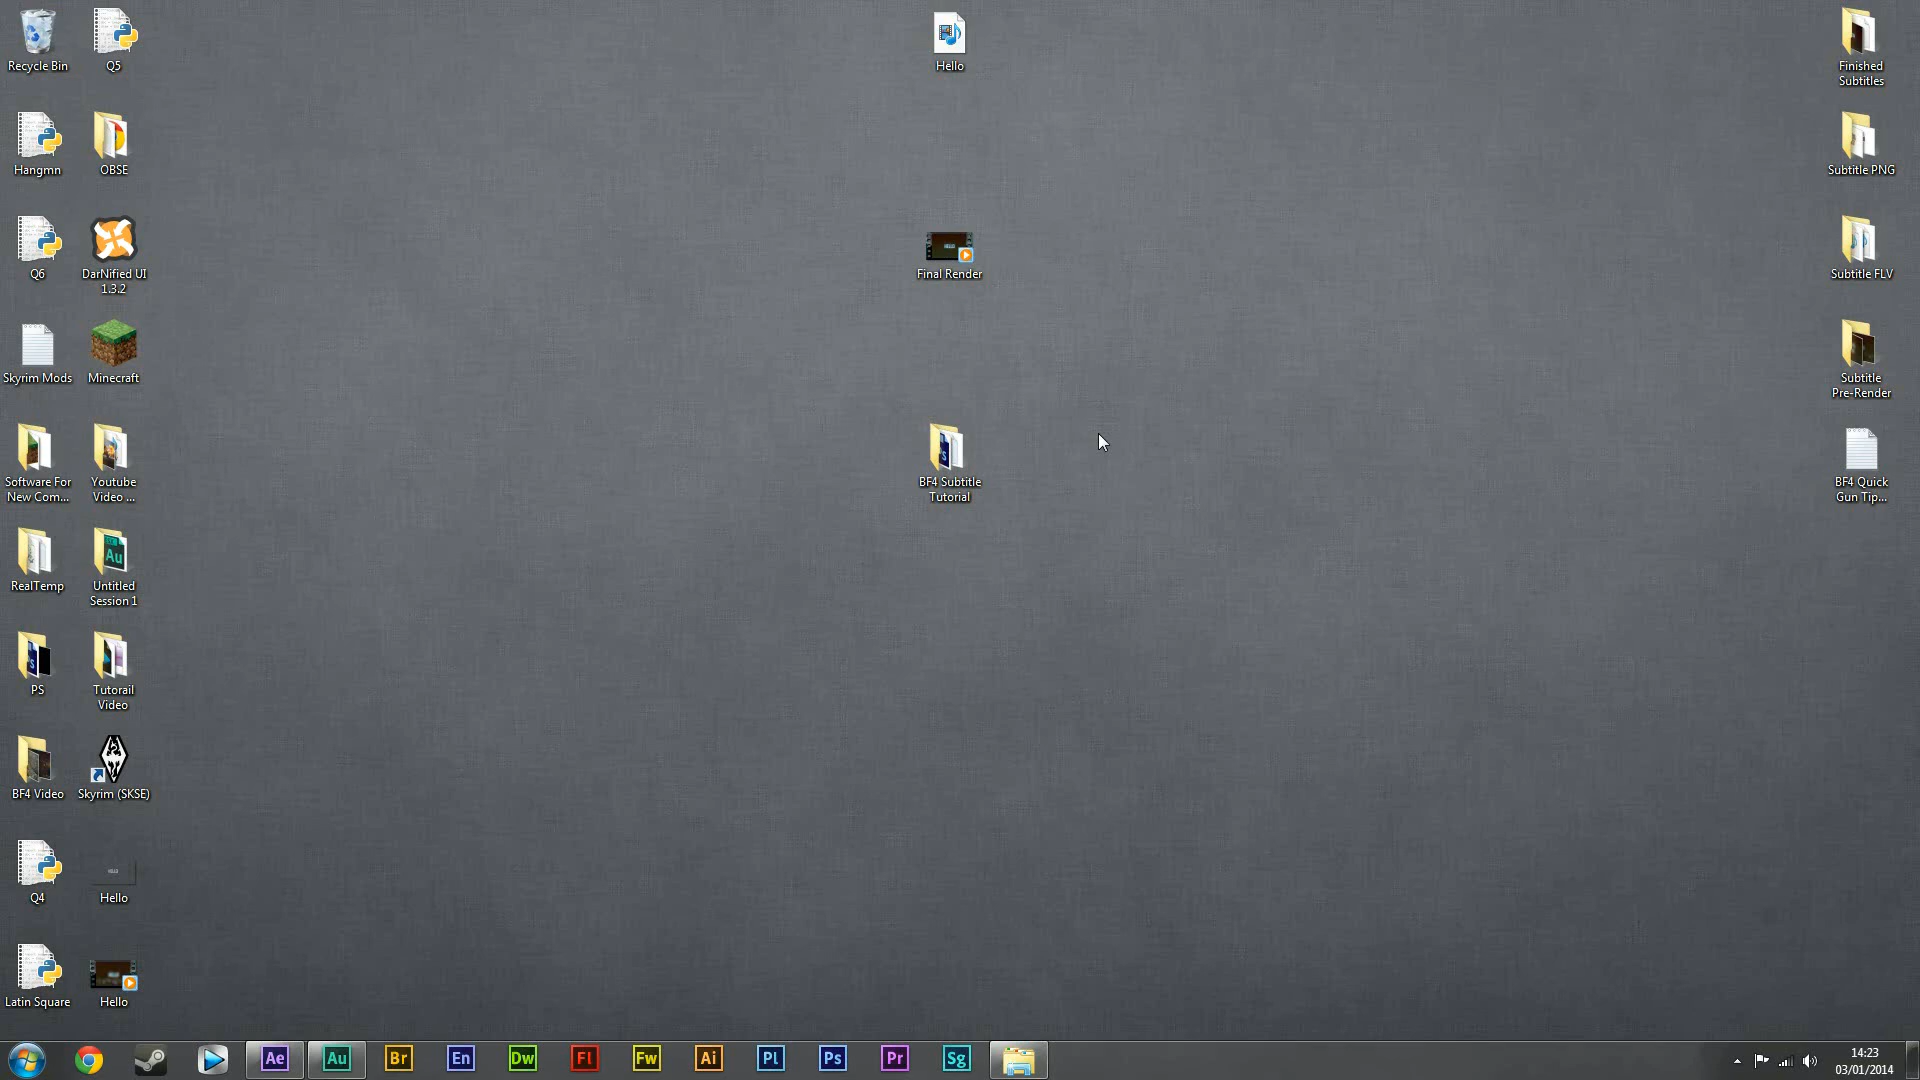 Recycle Bin
Q5
Hello
Finished
Subtitles
Hangmn
OBSE
Subtitle PNG
Q6
DarNified UI
1.3.2
Final Render
Subtitle FLV
Skyrim Mods
Minecraft
Subtitle
Pre-Render
Software For
New Com...
Youtube
Video ...
BF4 Subtitle
Tutorial
BF4 Quick
Gun Tip...
RealTemp
Au
Untitled
Session 1
PS
Tutorail
Video
BF4 Video
Skyrim (SKSE)
Q4
Hello
Latin Square
Hello
Ae
Au
Br
En
Dw
Fl
Fw
Ai
Pl
Ps
Pr
Sg
14:23
03/01/2014